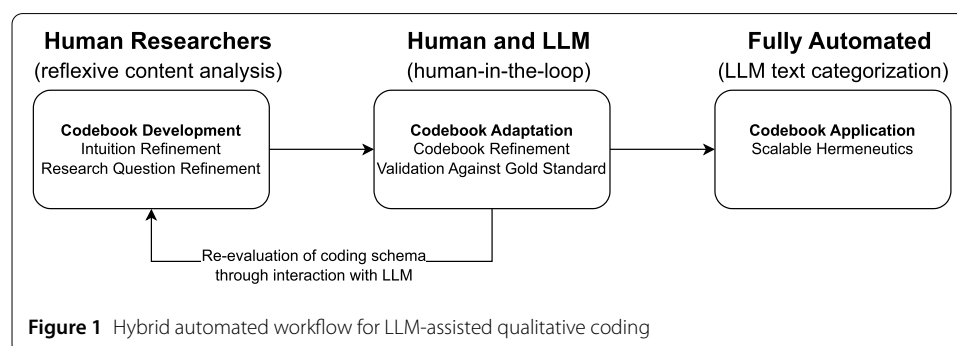 Human Researchers
(reflexive content analysis)
Codebook Development
Intuition Refinement
Research Question Refinement
Human and LLM
(human-in-the-loop)
Codebook Adaptation
Codebook Refinement
Validation Against Gold Standard
Fully Automated
(LLM text categorization)
Codebook Application
Scalable Hermeneutics
Re-evaluation of coding schema
through interaction with LLM
Figure 1 Hybrid automated workflow for LLM-assisted qualitative coding